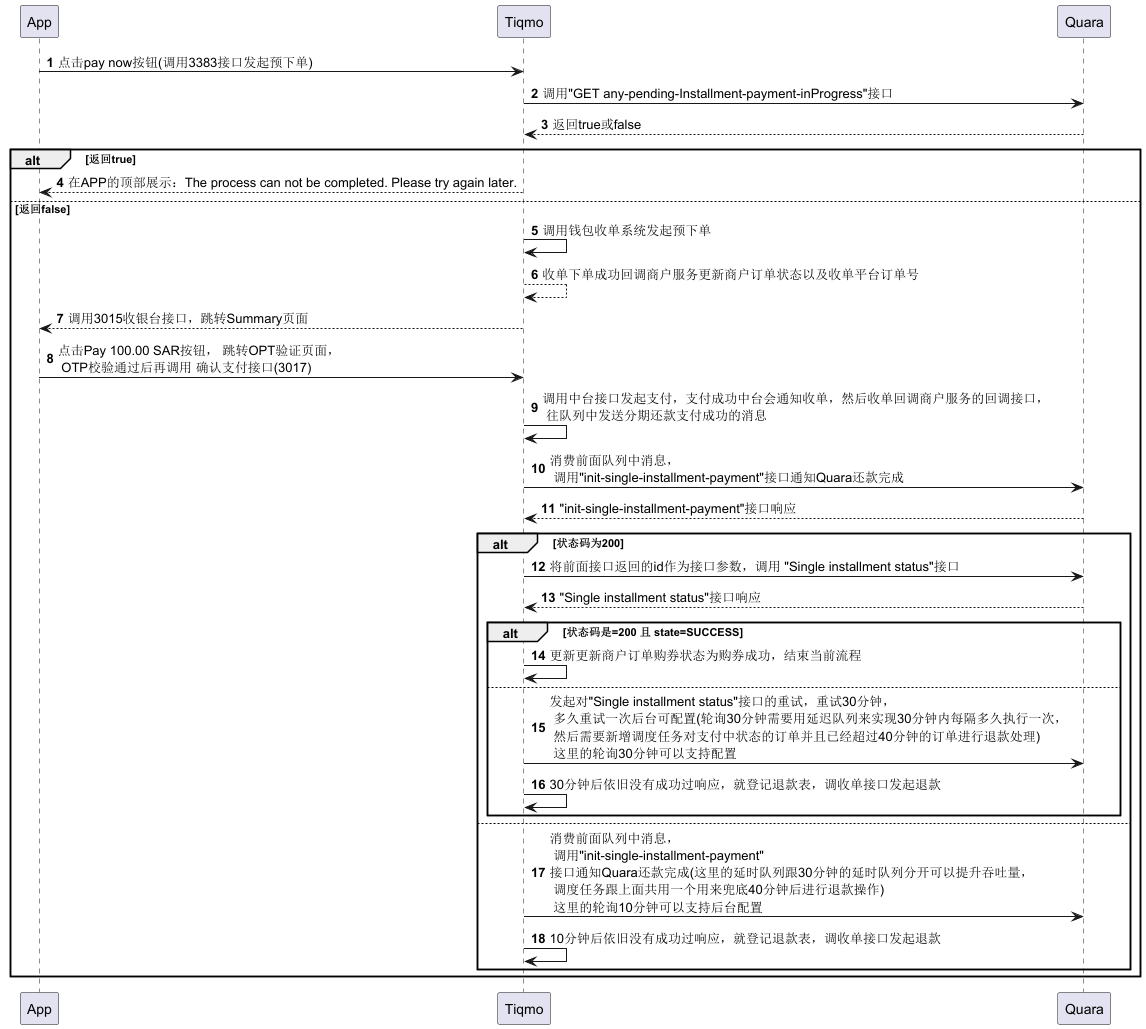 App Tiqmo Quara
1 点击pay now按钮(调用3383接口发起预下单)
2 调用"GET any-pending-Installment-payment-inProgress"接口
3 返回true或false
alt [返回true]
4 在APP的顶部展示：The process can not be completed. Please try again later.
[返回false]
5 调用钱包收单系统发起预下单
6 收单下单成功回调商户服务更新商户订单状态以及收单平台订单号
7 调用3015收银台接口，跳转Summary页面
8 点击Pay 100.00 SAR按钮， 跳转OPT验证页面，
OTP校验通过后再调用 确认支付接口(3017)
9 调用中台接口发起支付，支付成功中台会通知收单，然后收单回调商户服务的回调接口，
往队列中发送分期还款支付成功的消息
10 消费前面队列中消息，
调用"init-single-installment-payment"接口通知Quara还款完成
11 "init-single-installment-payment"接口响应
alt [状态码为200]
12 将前面接口返回的id作为接口参数，调用 "Single installment status"接口
13 "Single installment status"接口响应
alt [状态码是=200 且 state=SUCCESS]
14 更新更新商户订单购券状态为购券成功，结束当前流程
15 发起对"Single installment status"接口的重试，重试30分钟，
多久重试一次后台可配置(轮询30分钟需要用延迟队列来实现30分钟内每隔多久执行一次，
然后需要新增调度任务对支付中状态的订单并且已经超过40分钟的订单进行退款处理)
这里的轮询30分钟可以支持配置
16 30分钟后依旧没有成功过响应，就登记退款表，调收单接口发起退款
17 消费前面队列中消息，
调用"init-single-installment-payment"
接口通知Quara还款完成(这里的延时队列跟30分钟的延时队列分开可以提升吞吐量，
调度任务跟上面共用一个用来兜底40分钟后进行退款操作)
这里的轮询10分钟可以支持后台配置
18 10分钟后依旧没有成功过响应，就登记退款表，调收单接口发起退款
App Tiqmo Quara